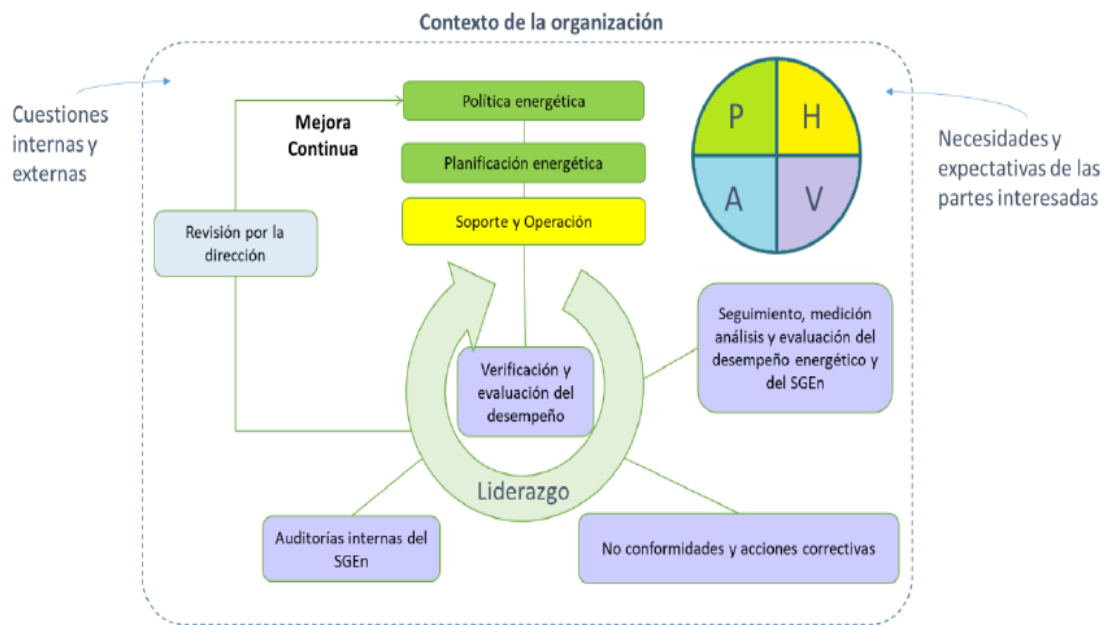 Contexto de la organización
Cuestiones
internas y
externas
Mejora
Continua
Política energética
Planificación energética
Soporte y Operación
P
H
A
V
Necesidades y
expectativas de las
partes interesadas
Revisión por la
dirección
Seguimiento, medición
análisis y evaluación del
desempeño energético y
del SGEn
Verificación y
evaluación del
desempeño
Liderazgo
Auditorías internas del
SGEn
No conformidades y acciones correctivas